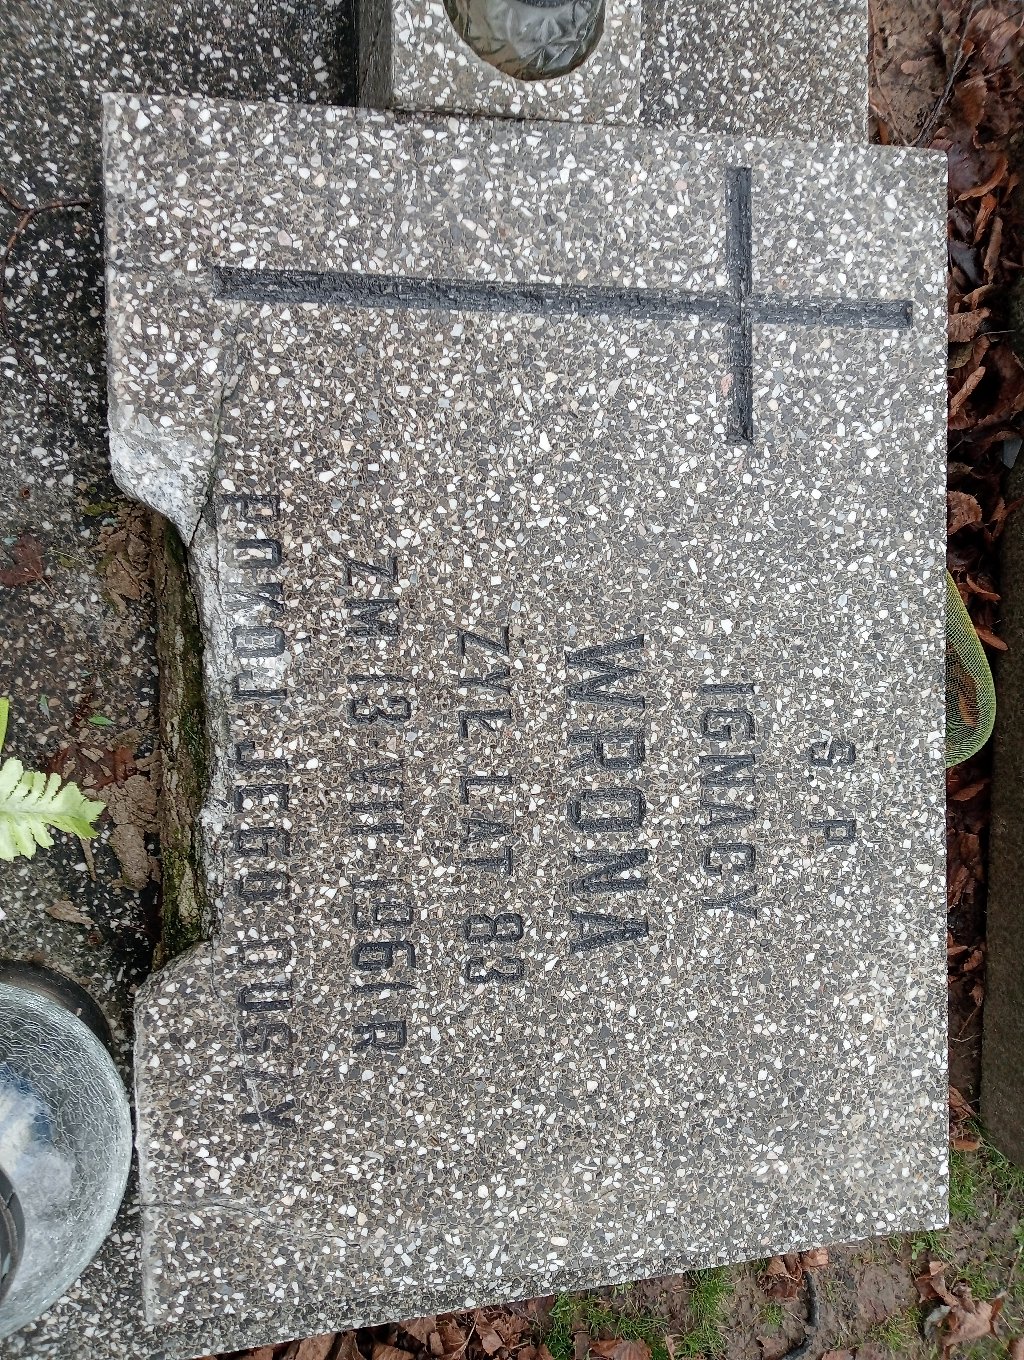 Ś. P.
IGNACY
WRONA
ŻYŁ LAT 83
ZM. 13.VII.1961 R
POKÓJ JEGO DUSZY